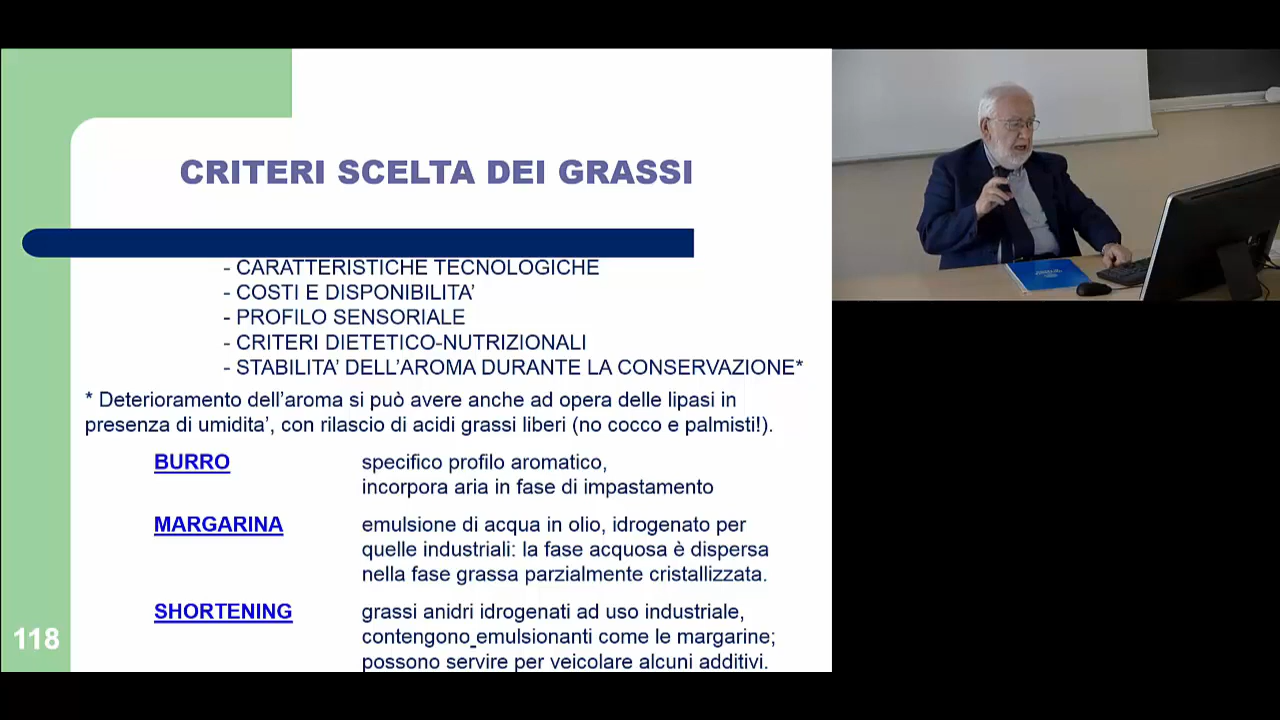 CRITERI SCELTA DEI GRASSI
- CARATTERISTICHE TECNOLOGICHE
- COSTI E DISPONIBILITA'
- PROFILO SENSORIALE
- CRITERI DIETETICO-NUTRIZIONALI
- STABILITA' DELL'AROMA DURANTE LA CONSERVAZIONE*
* Deterioramento dell'aroma si può avere anche ad opera delle lipasi in
presenza di umidita', con rilascio di acidi grassi liberi (no cocco e palmisti!).
BURRO specifico profilo aromatico,
incorpora aria in fase di impastamento
MARGARINA emulsione di acqua in olio, idrogenato per
quelle industriali: la fase acquosa è dispersa
nella fase grassa parzialmente cristallizzata.
SHORTENING grassi anidri idrogenati ad uso industriale,
contengono emulsionanti come le margarine;
possono servire per veicolare alcuni additivi.
118